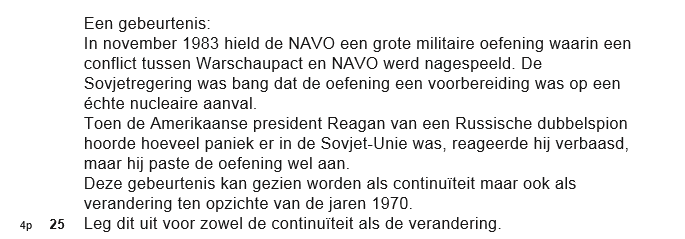 Een gebeurtenis:
In november 1983 hield de NAVO een grote militaire oefening waarin een
conflict tussen Warschaupact en NAVO werd nagespeeld. De
Sovjetregering was bang dat de oefening een voorbereiding was op een
échte nucleaire aanval.
Toen de Amerikaanse president Reagan van een Russische dubbelspion
hoorde hoeveel paniek er in de Sovjet-Unie was, reageerde hij verbaasd,
maar hij paste de oefening wel aan.
Deze gebeurtenis kan gezien worden als continuïteit maar ook als
verandering ten opzichte van de jaren 1970.
4p 25 Leg dit uit voor zowel de continuïteit als de verandering.